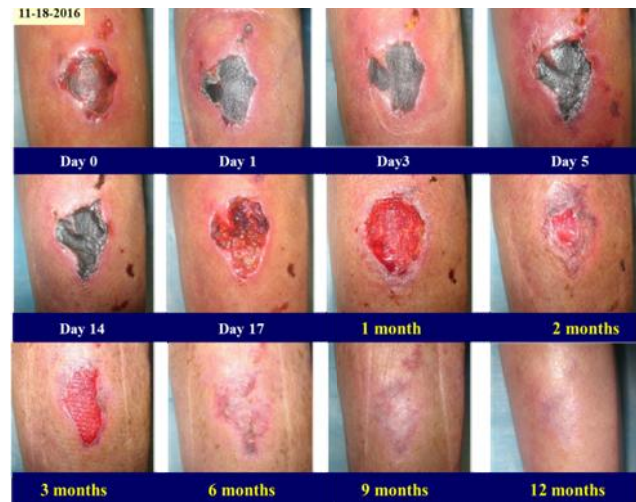 11-18-2016
Day 0
Day 1
Day3
Day 5
Day 14
Day 17
1 month
2 months
3 months
6 months
9 months
12 months